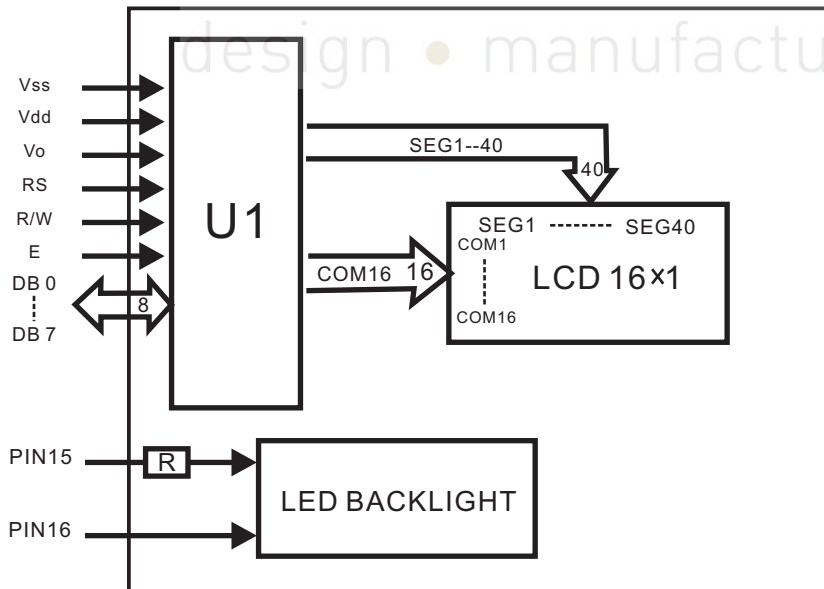 design • manufactu
Vss
Vdd
Vo
RS
R/W
E
DB 0
DB 7
8
U1
SEG1--40
40
COM16 16
SEG1 SEG40
COM1
COM16
LCD 16×1
PIN15
R
PIN16
LED BACKLIGHT